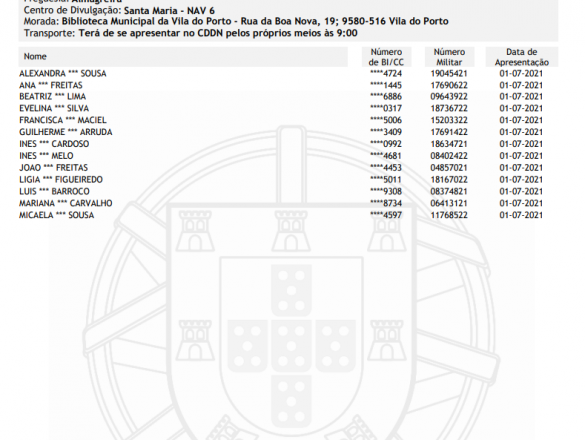 Freguesia: Almagreira
Centro de Divulgação: Santa Maria - NAV 6
Morada: Biblioteca Municipal da Vila do Porto - Rua da Boa Nova, 19; 9580-516 Vila do Porto
Transporte: Terá de se apresentar no CDDN pelos próprios meios às 9:00
Nome Número de BI/CC Número Militar Data de Apresentação
ALEXANDRA *** SOUSA ****4724 19045421 01-07-2021
ANA *** FREITAS ****1445 17690622 01-07-2021
BEATRIZ *** LIMA ****6886 09643922 01-07-2021
EVELINA *** SILVA ****0317 18736722 01-07-2021
FRANCISCA *** MACIEL ****5006 15203322 01-07-2021
GUILHERME *** ARRUDA ****3409 17691422 01-07-2021
INES *** CARDOSO ****0992 18634721 01-07-2021
INES *** MELO ****4681 08402422 01-07-2021
JOAO *** FREITAS ****4453 04857021 01-07-2021
LIGIA *** FIGUEIREDO ****5011 18167022 01-07-2021
LUIS *** BARROCO ****9308 08374821 01-07-2021
MARIANA *** CARVALHO ****8734 06413121 01-07-2021
MICAELA *** SOUSA ****4597 11768522 01-07-2021